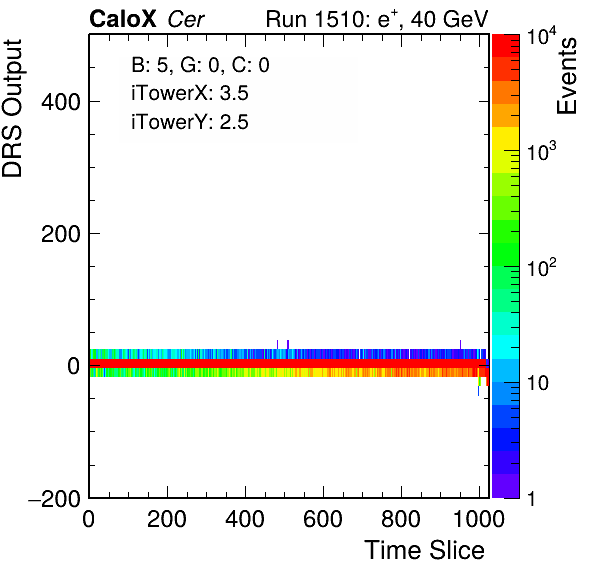 CaloX Cer Run 1510: e⁺, 40 GeV
B: 5, G: 0, C: 0
iTowerX: 3.5
iTowerY: 2.5
DRS Output
400
200
0
−200
0 200 400 600 800 1000
Time Slice
Events
10⁴
10³
10²
10
1